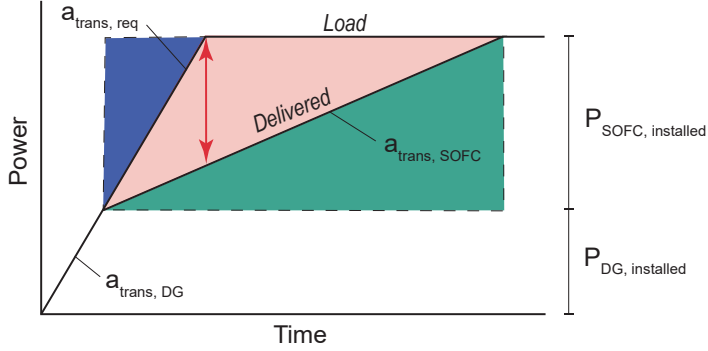 a trans, req
Load
Delivered
a trans, SOFC
a trans, DG
Power
Time
P SOFC, installed
P DG, installed